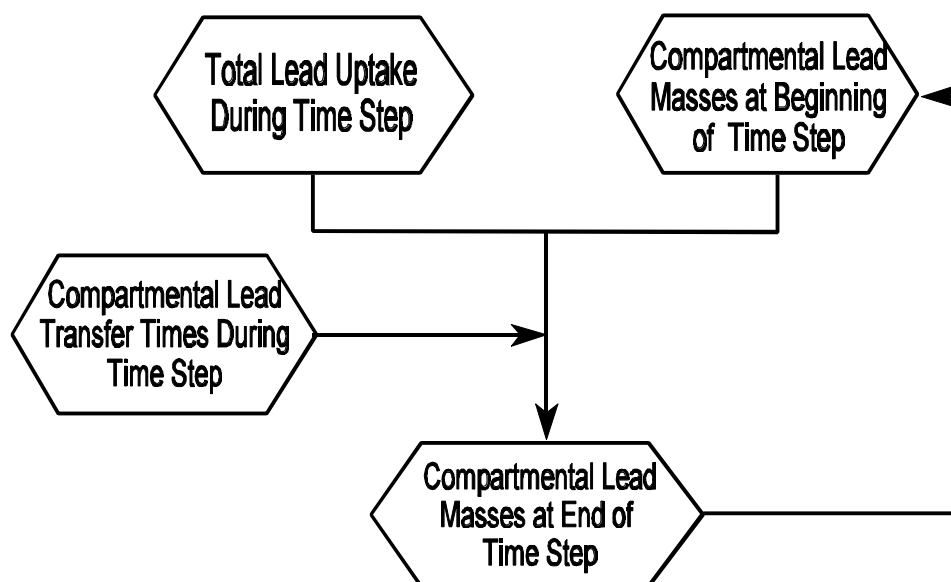 Total Lead Uptake
During Time Step
Compartmental Lead
Masses at Beginning
of Time Step
Compartmental Lead
Transfer Times During
Time Step
Compartmental Lead
Masses at End of
Time Step